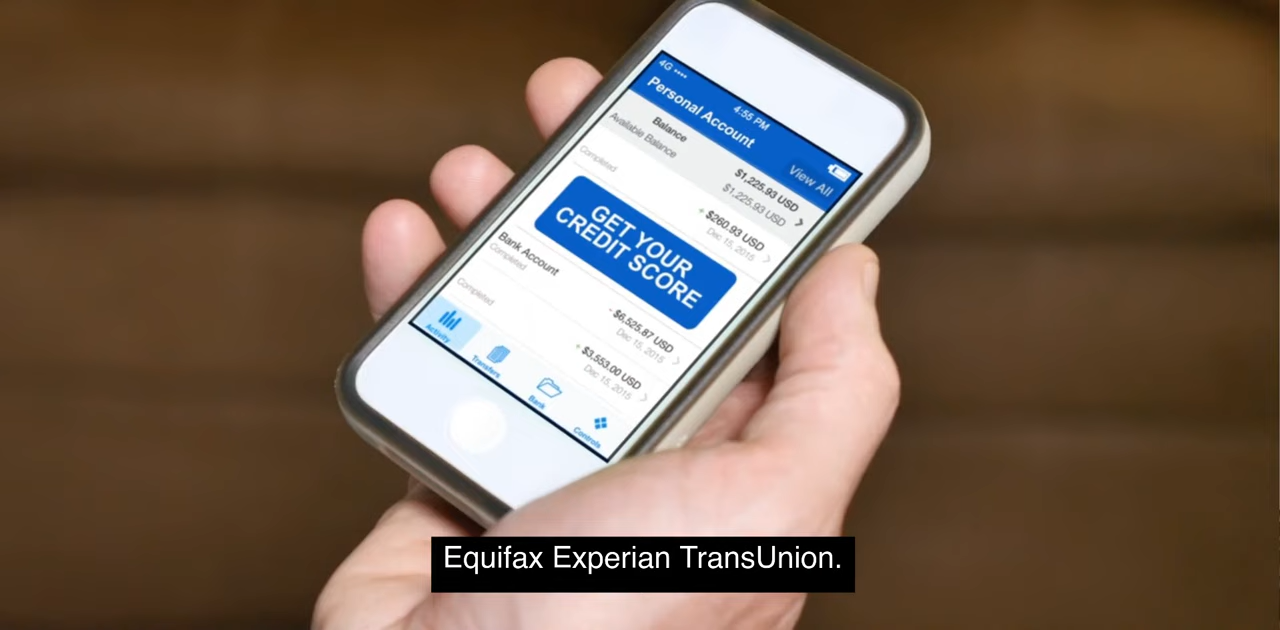 4G
4:55 PM
Personal Account
View All
Balance
$1,225.93 USD
Available Balance
$1,225.93 USD
+ $260.93 USD
Completed
Dec 15, 2015
GET YOUR
CREDIT SCORE
Bank Account
- $6,525.87 USD
Completed
Dec 15, 2015
+ $3,553.00 USD
Completed
Dec 15, 2015
Activity
Transfers
Bank
Controls
Equifax Experian TransUnion.